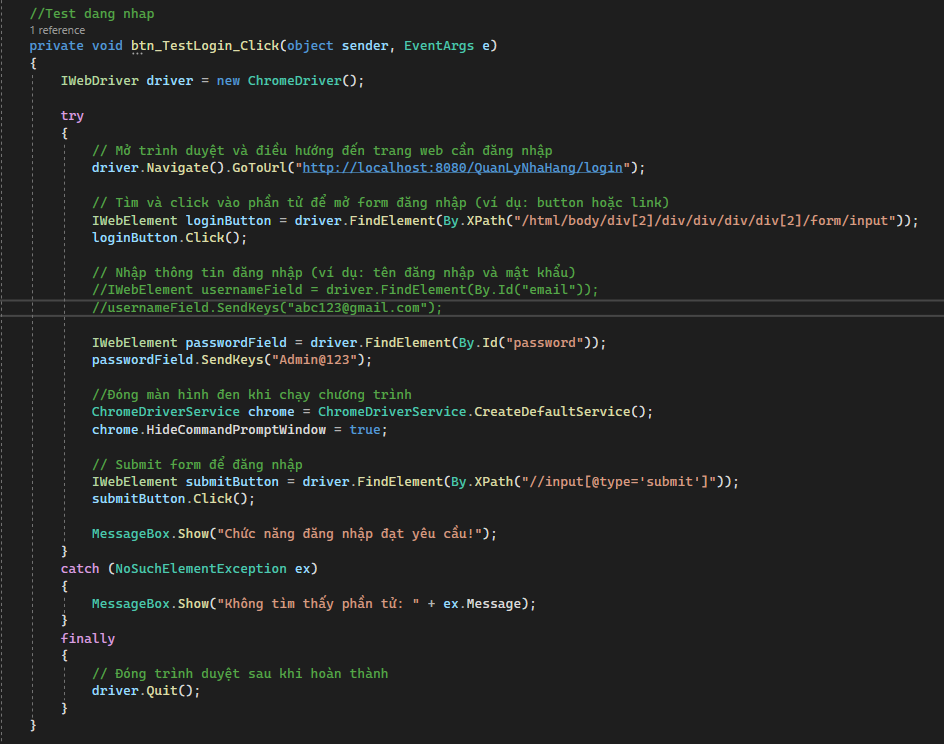 //Test dang nhap
1 reference
private void btn_TestLogin_Click(object sender, EventArgs e)
{
IWebDriver driver = new ChromeDriver();
try
{
// Mở trình duyệt và điều hướng đến trang web cần đăng nhập
driver.Navigate().GoToUrl("http://localhost:8080/QuanLyNhaHang/login");
// Tìm và click vào phần tử để mở form đăng nhập (ví dụ: button hoặc link)
IWebElement loginButton = driver.FindElement(By.XPath("/html/body/div[2]/div/div/div/div[2]/form/input"));
loginButton.Click();
// Nhập thông tin đăng nhập (ví dụ: tên đăng nhập và mật khẩu)
//IWebElement usernameField = driver.FindElement(By.Id("email"));
//usernameField.SendKeys("abc123@gmail.com");
IWebElement passwordField = driver.FindElement(By.Id("password"));
passwordField.SendKeys("Admin@123");
//Đóng màn hình đen khi chạy chương trình
ChromeDriverService chrome = ChromeDriverService.CreateDefaultService();
chrome.HideCommandPromptWindow = true;
// Submit form để đăng nhập
IWebElement submitButton = driver.FindElement(By.XPath("//input[@type='submit']"));
submitButton.Click();
MessageBox.Show("Chức năng đăng nhập đạt yêu cầu!");
}
catch (NoSuchElementException ex)
{
MessageBox.Show("Không tìm thấy phần tử: " + ex.Message);
}
finally
{
// Đóng trình duyệt sau khi hoàn thành
driver.Quit();
}
}